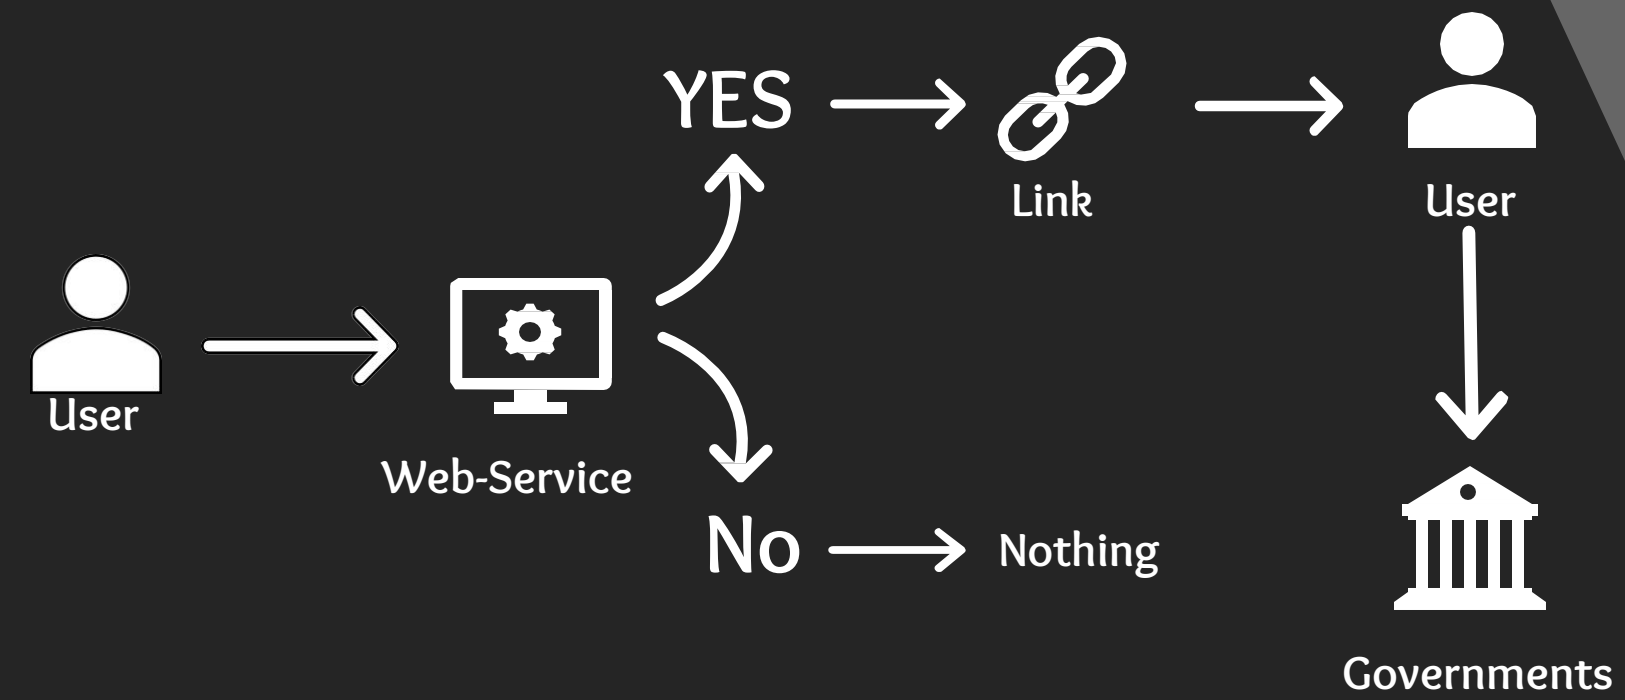 YES
Link
User
User
Web-Service
No
Nothing
Governments